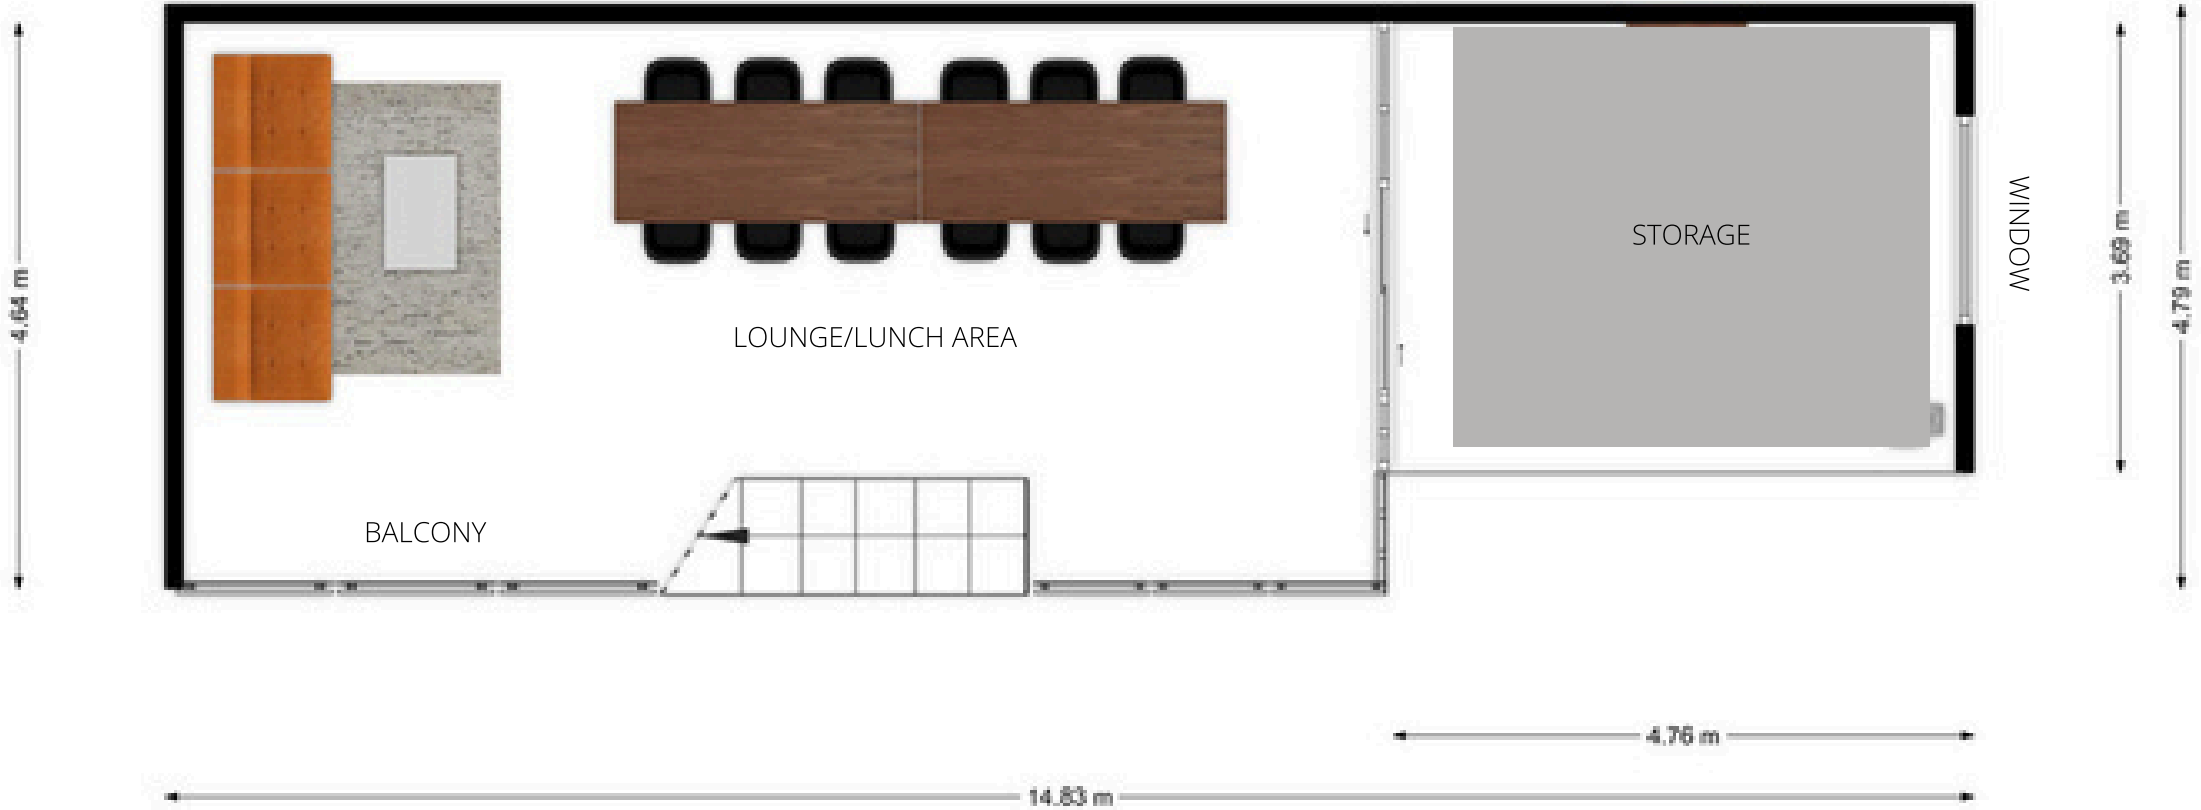 STORAGE
WINDOW
3.69 m
4.64 m
4.79 m
LOUNGE/LUNCH AREA
BALCONY
4.76 m
14.83 m